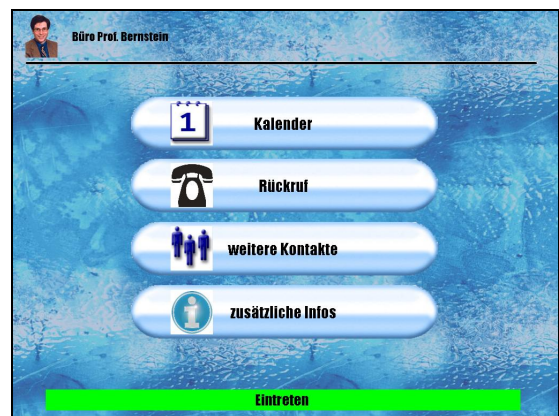 Büro Prof. Bernstein
1
Kalender
Rückruf
weitere Kontakte
i
zusätzliche Infos
Eintreten